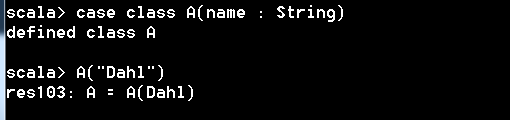 scala> case class A(name : String)
defined class A
scala> A("Dahl")
res103: A = A(Dahl)